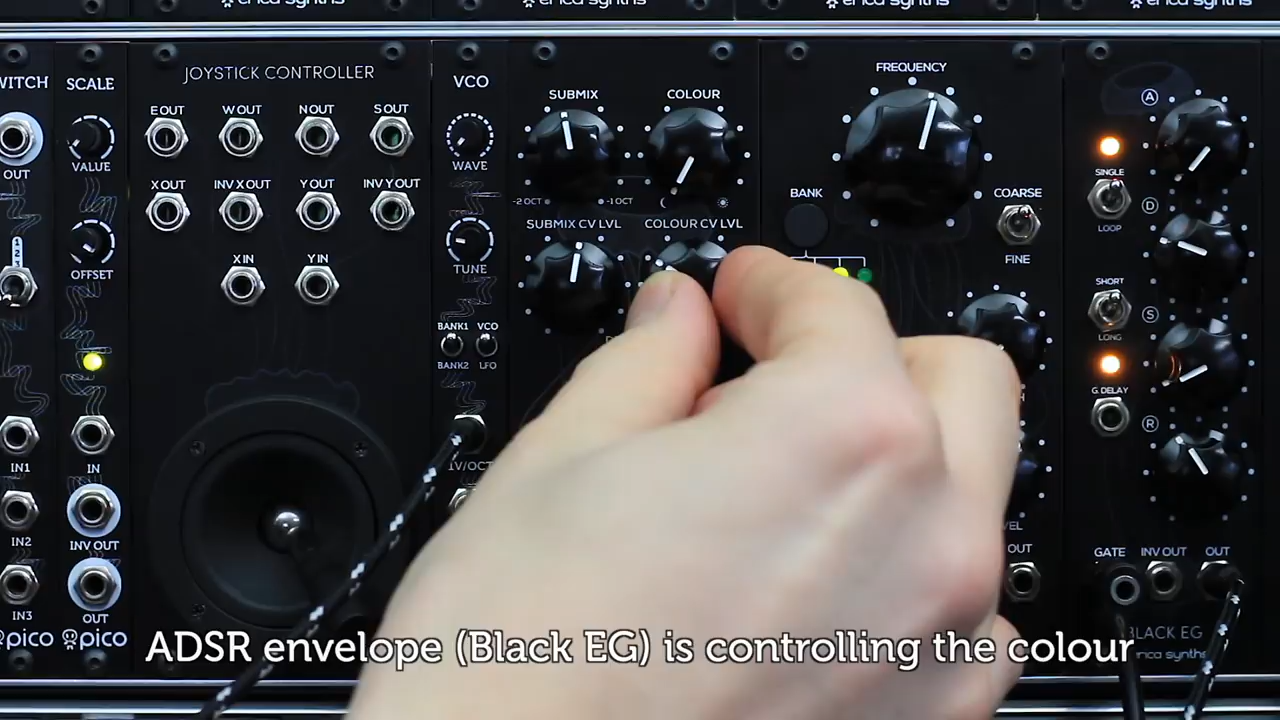 erica synths
erica synths
erica synths
erica synths
WITCH
OUT
IN1
IN2
IN3
pico
SCALE
VALUE
OFFSET
IN
INV OUT
OUT
pico
JOYSTICK CONTROLLER
E OUT W OUT N OUT S OUT
X OUT INV X OUT Y OUT INV Y OUT
X IN Y IN
VCO
WAVE
TUNE
BANK1 VCO
BANK2 LFO
1V/OCT
SUBMIX COLOUR
-2 OCT -1 OCT
SUBMIX CV LVL COLOUR CV LVL
FREQUENCY
BANK
COARSE
FINE
OUT
A
SINGLE
LOOP
D
SHORT
LONG
S
G.DELAY
R
GATE INV OUT OUT
BLACK EG
erica synths
ADSR envelope (Black EG) is controlling the colour